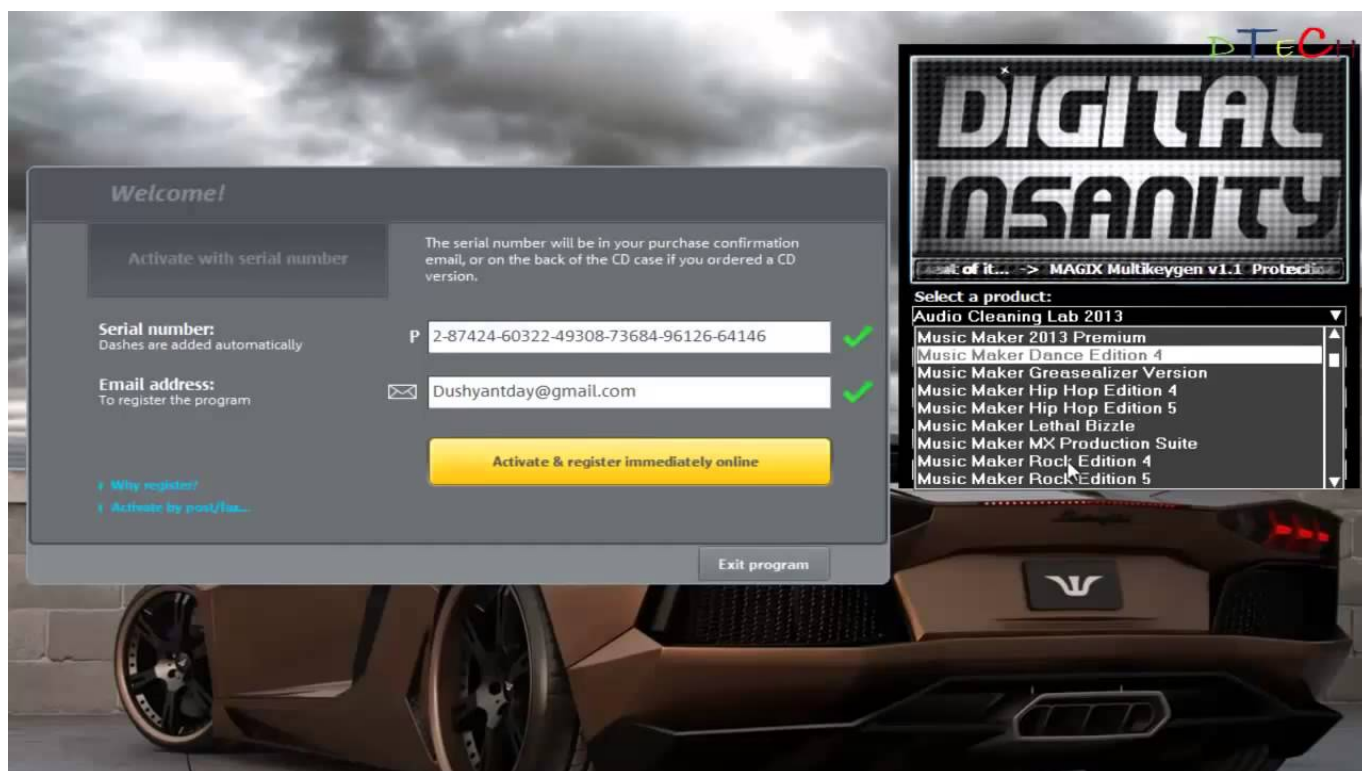 DTECH
DIGITAL
INSANITY
of it... -> MAGIX Multikeygen v1.1
Select a product:
Audio Cleaning Lab 2013
Music Maker 2013 Premium
Music Maker Dance Edition 4
Music Maker Greasealizer Version
Music Maker Hip Hop Edition 4
Music Maker Hip Hop Edition 5
Music Maker Lethal Bizzle
Music Maker MX Production Suite
Music Maker Rock Edition 4
Music Maker Rock Edition 5
Welcome!
Activate with serial number
The serial number will be in your purchase confirmation
email, or on the back of the CD case if you ordered a CD
version.
Serial number:
Dashes are added automatically
P 2-87424-60322-49308-73684-96126-64146
Email address:
To register the program
Dushyantday@gmail.com
Activate & register immediately online
Why register?
Activate by post/fax...
Exit program